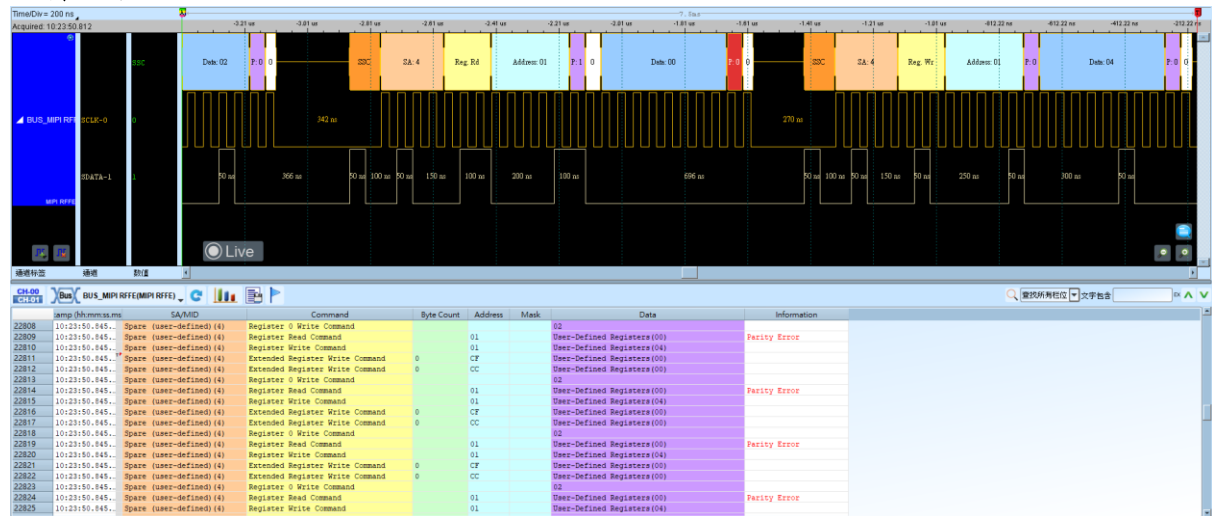 Time/Div = 200 ns
Acquired: 10:23:50.812
-7.5ms
-3.21 us -3.01 us -2.81 us -2.61 us -2.41 us -2.21 us -2.01 us -1.81 us -1.61 us -1.41 us -1.21 us -1.01 us -812.22 ns -612.22 ns -412.22 ns -212.22 ns
SSC Data: 02 P:0 0 SSC SA: 4 Reg. Rd Address: 01 P:1 0 Data: 00 P:0 0 SSC SA: 4 Reg. Wr Address: 01 P:0 Data: 04 P:0 0
BUS_MIPI RFF SCLK-0 0 342 ns 270 ns
SDATA-1 1 50 ns 366 ns 50 ns 100 ns 50 ns 150 ns 100 ns 200 ns 100 ns 696 ns 50 ns 100 ns 50 ns 150 ns 50 ns 250 ns 50 ns 300 ns 50 ns
MIPI RFFE
Live
通道标签 通道 数值
CH-00
CH-01 Bus BUS_MIPI RFFE(MIPI RFFE) 查找所有栏位 文字包含
tamp (hh:mm:ss.ms SA/MID Command Byte Count Address Mask Data Information
22808 10:23:50.845... Spare (user-defined)(4) Register 0 Write Command 02
22809 10:23:50.845... Spare (user-defined)(4) Register Read Command 01 User-Defined Registers(00) Parity Error
22810 10:23:50.845... Spare (user-defined)(4) Register Write Command 01 User-Defined Registers(04)
22811 10:23:50.845... Spare (user-defined)(4) Extended Register Write Command 0 CF User-Defined Registers(00)
22812 10:23:50.845... Spare (user-defined)(4) Extended Register Write Command 0 CC User-Defined Registers(00)
22813 10:23:50.845... Spare (user-defined)(4) Register 0 Write Command 02
22814 10:23:50.845... Spare (user-defined)(4) Register Read Command 01 User-Defined Registers(00) Parity Error
22815 10:23:50.845... Spare (user-defined)(4) Register Write Command 01 User-Defined Registers(04)
22816 10:23:50.845... Spare (user-defined)(4) Extended Register Write Command 0 CF User-Defined Registers(00)
22817 10:23:50.845... Spare (user-defined)(4) Extended Register Write Command 0 CC User-Defined Registers(00)
22818 10:23:50.845... Spare (user-defined)(4) Register 0 Write Command 02
22819 10:23:50.845... Spare (user-defined)(4) Register Read Command 01 User-Defined Registers(00) Parity Error
22820 10:23:50.845... Spare (user-defined)(4) Register Write Command 01 User-Defined Registers(04)
22821 10:23:50.845... Spare (user-defined)(4) Extended Register Write Command 0 CF User-Defined Registers(00)
22822 10:23:50.845... Spare (user-defined)(4) Extended Register Write Command 0 CC User-Defined Registers(00)
22823 10:23:50.845... Spare (user-defined)(4) Register 0 Write Command 02
22824 10:23:50.845... Spare (user-defined)(4) Register Read Command 01 User-Defined Registers(00) Parity Error
22825 10:23:50.845... Spare (user-defined)(4) Register Write Command 01 User-Defined Registers(04)